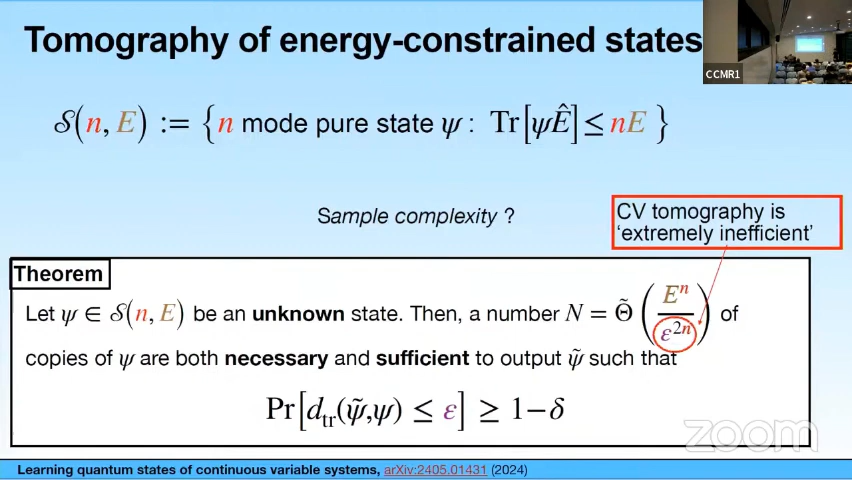 Tomography of energy-constrained states
CCMR1
𝒮(n, E) := {n mode pure state ψ : Tr[ψÊ] ≤ nE }
Sample complexity ?
CV tomography is
‘extremely inefficient’
Theorem
Let ψ ∈ 𝒮(n, E) be an unknown state. Then, a number N = Θ̃(Eⁿ/ε²ⁿ) of
copies of ψ are both necessary and sufficient to output ψ̃ such that
Pr[d_tr(ψ̃,ψ) ≤ ε] ≥ 1−δ
zoom
Learning quantum states of continuous variable systems, arXiv:2405.01431 (2024)